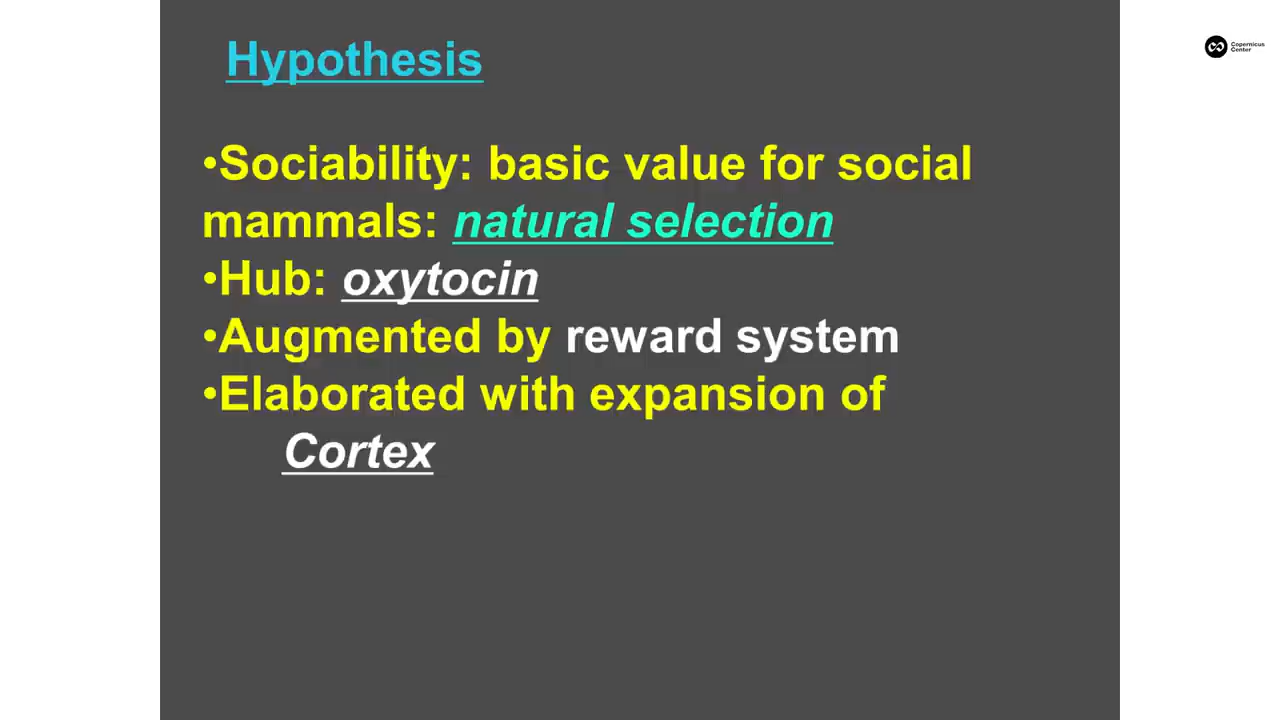 Hypothesis
•Sociability: basic value for social
mammals: natural selection
•Hub: oxytocin
•Augmented by reward system
•Elaborated with expansion of
Cortex
Copernicus
Center